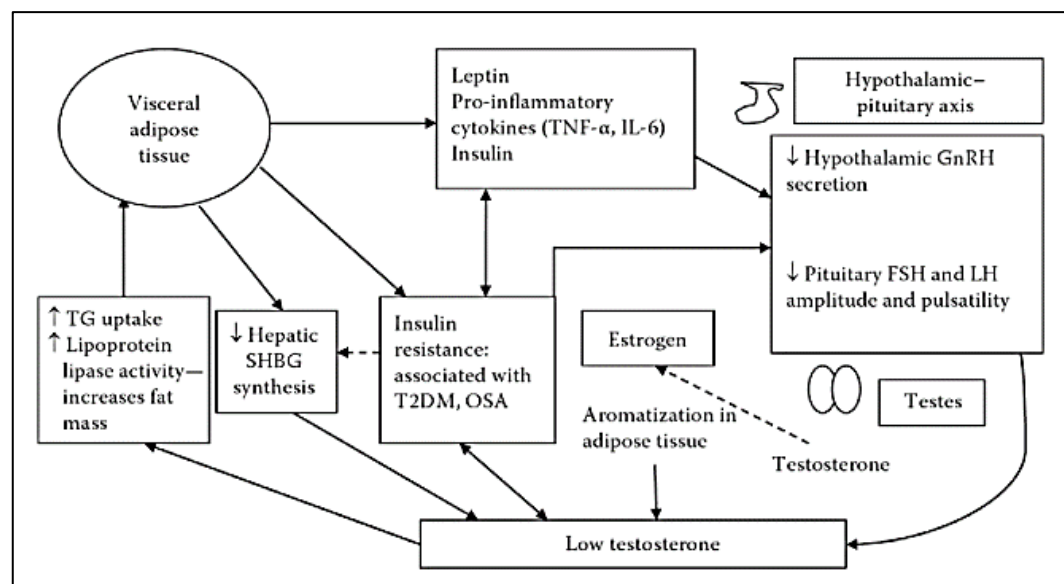 Visceral
adipose
tissue
Leptin
Pro-inflammatory
cytokines (TNF-α, IL-6)
Insulin
Hypothalamic–
pituitary axis
↓ Hypothalamic GnRH
secretion
↓ Pituitary FSH and LH
amplitude and pulsatility
↑ TG uptake
↑ Lipoprotein
lipase activity—
increases fat
mass
↓ Hepatic
SHBG
synthesis
Insulin
resistance:
associated with
T2DM, OSA
Estrogen
Aromatization in
adipose tissue
Testes
Testosterone
Low testosterone